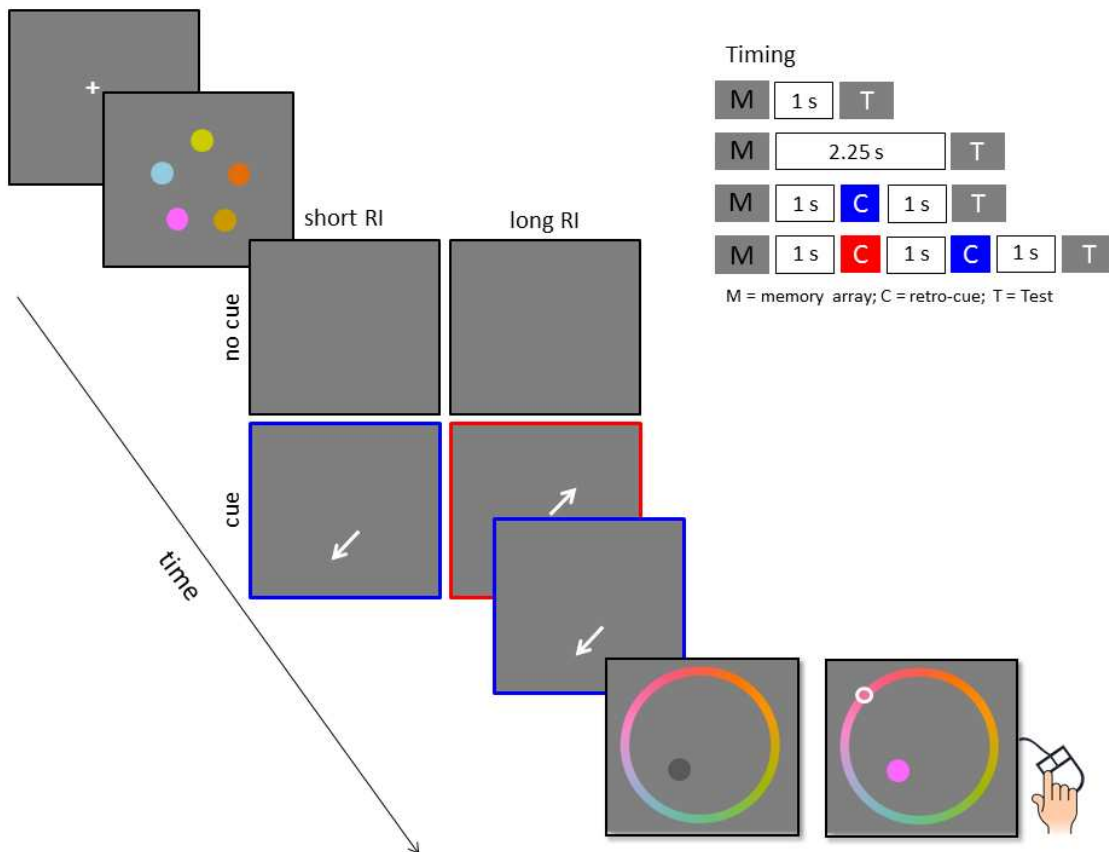 Timing
M 1 s T
M 2.25 s T
M 1 s C 1 s T
M 1 s C 1 s C 1 s T
M = memory array; C = retro-cue; T = Test
short RI
long RI
no cue
cue
time